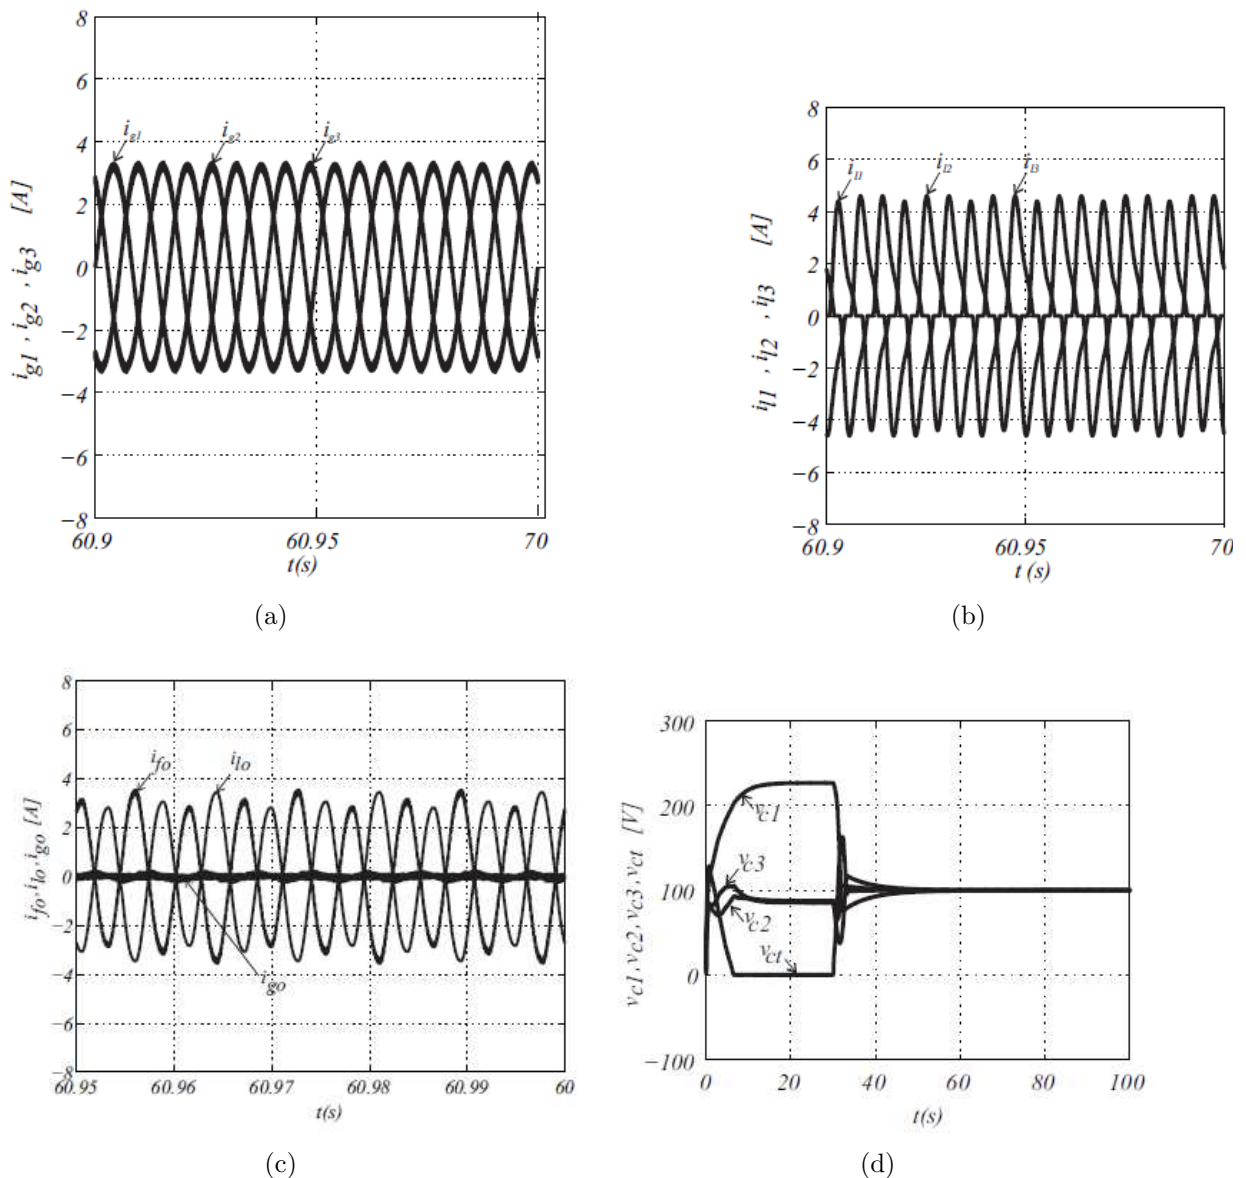 8
6
4
2
0
−2
−4
−6
−8
i_g1 , i_g2 , i_g3 [A]
i_g1
i_g2
i_g3
60.9 60.95 70
t(s)
(a)
8
6
4
2
0
−2
−4
−6
−8
i_l1 , i_l2 , i_l3 [A]
i_l1
i_l2
i_l3
60.9 60.95 70
t (s)
(b)
8
6
4
2
0
−2
−4
−6
−8
i_fo, i_lo, i_go [A]
i_fo
i_lo
i_go
60.95 60.96 60.97 60.98 60.99 60
t(s)
(c)
300
200
100
0
−100
v_c1, v_c2, v_c3, v_ct [V]
v_c1
v_c3
v_c2
v_ct
0 20 40 60 80 100
t(s)
(d)